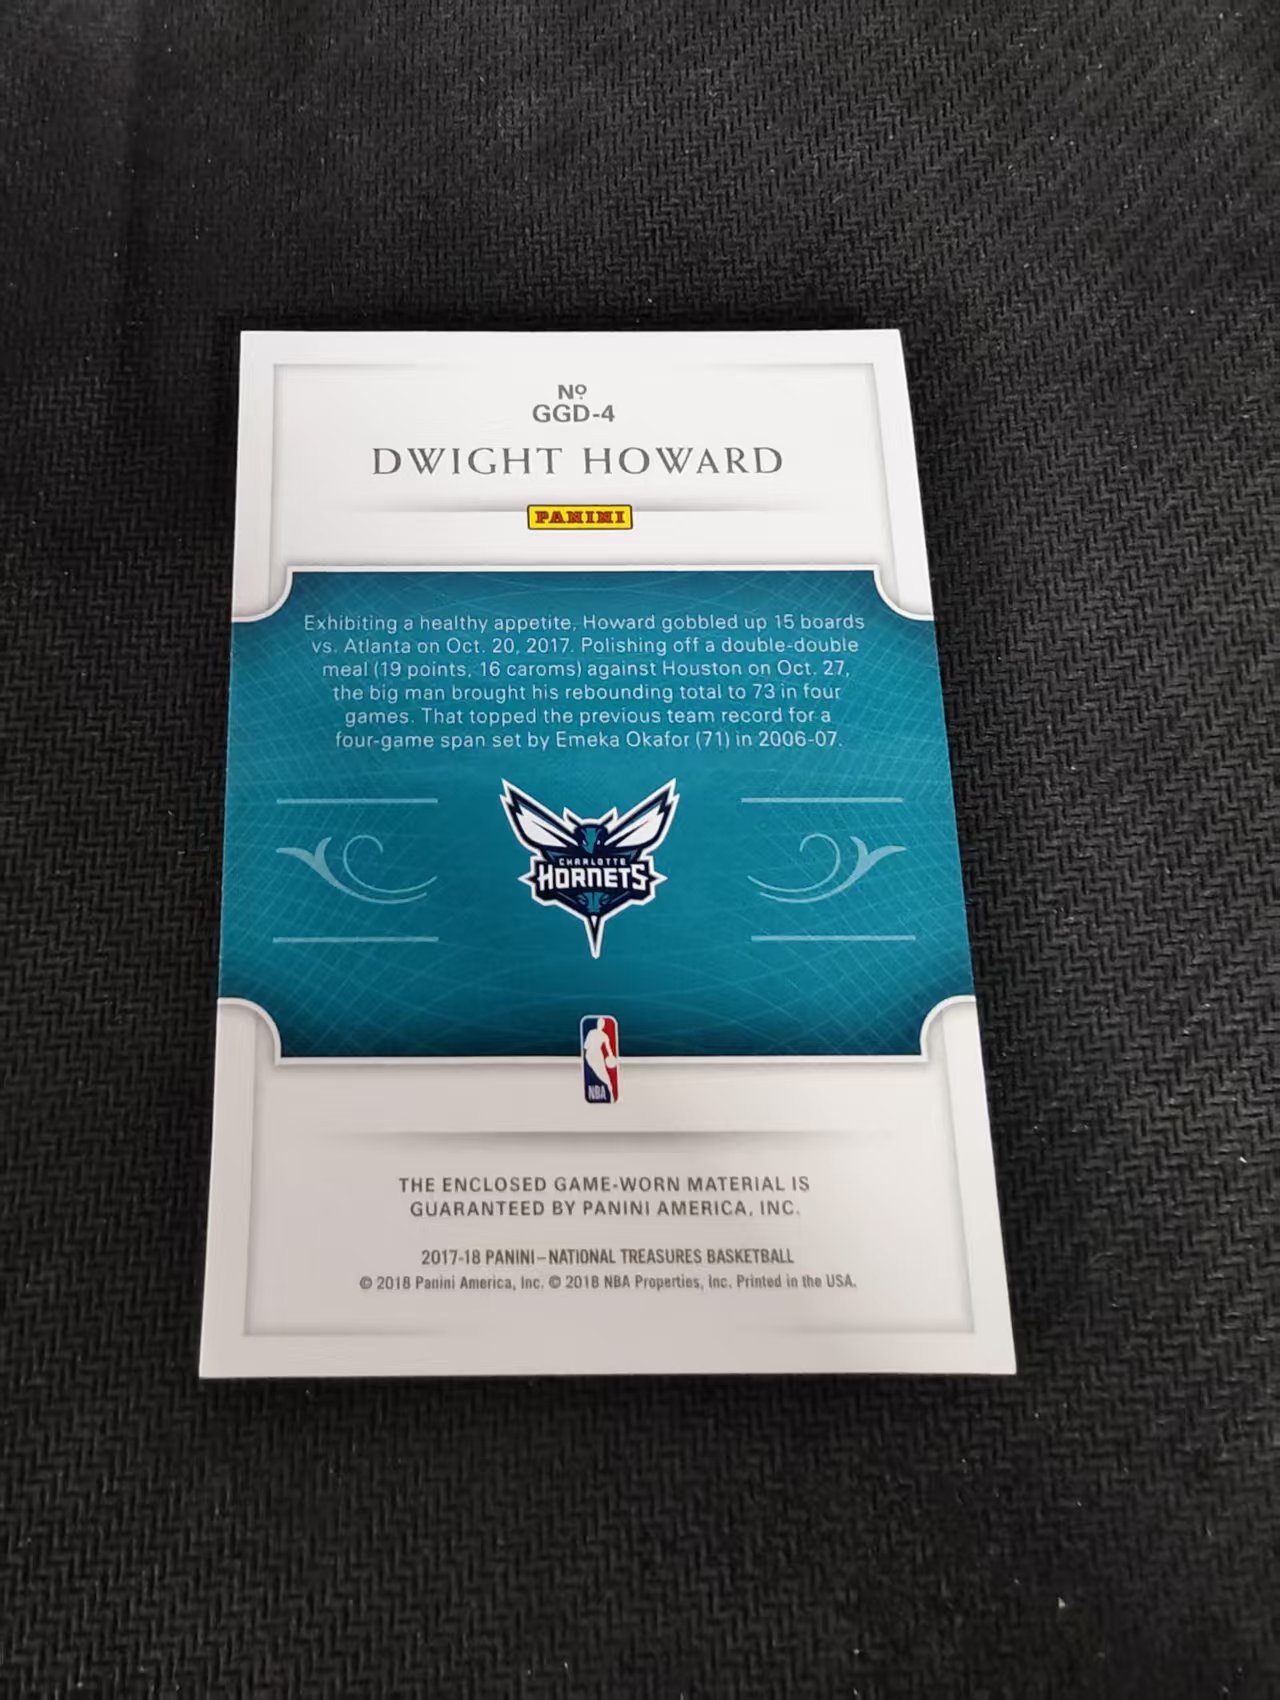 Nº
GGD-4
DWIGHT HOWARD
PANINI
Exhibiting a healthy appetite, Howard gobbled up 15 boards
vs. Atlanta on Oct. 20, 2017. Polishing off a double-double
meal (19 points, 16 caroms) against Houston on Oct. 27,
the big man brought his rebounding total to 73 in four
games. That topped the previous team record for a
four-game span set by Emeka Okafor (71) in 2006-07.
CHARLOTTE
HORNETS
NBA
THE ENCLOSED GAME-WORN MATERIAL IS
GUARANTEED BY PANINI AMERICA, INC.
2017-18 PANINI–NATIONAL TREASURES BASKETBALL
© 2018 Panini America, Inc. © 2018 NBA Properties, Inc. Printed in the USA.